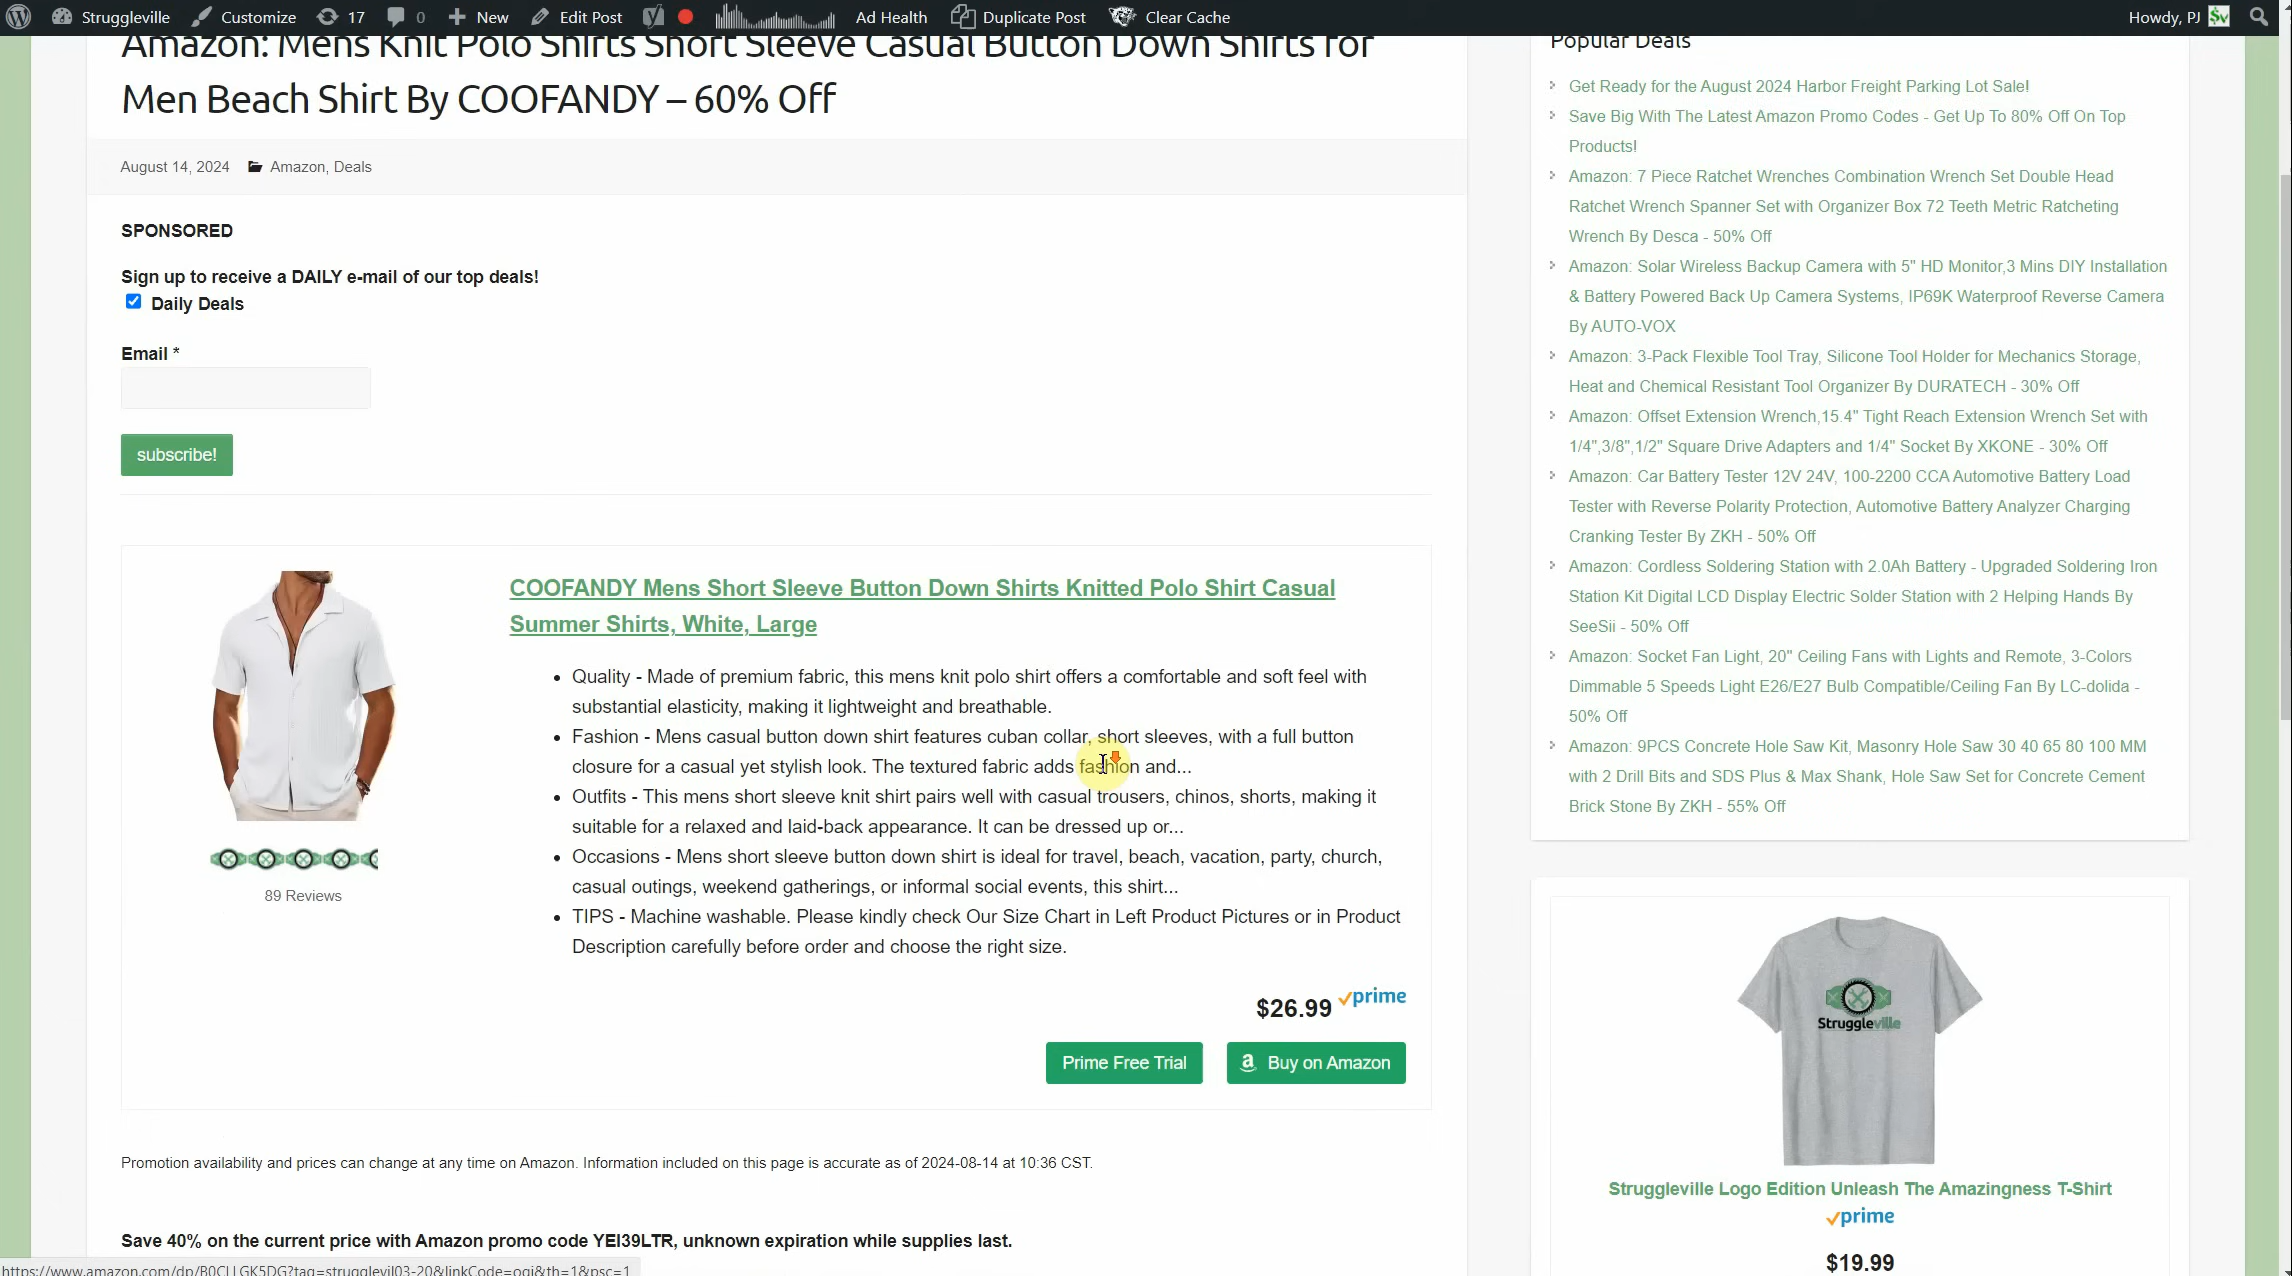 Struggleville Customize 17 0 New Edit Post Ad Health Duplicate Post Clear Cache Howdy, PJ
Amazon: Mens Knit Polo Shirts Short Sleeve Casual Button Down Shirts for
Men Beach Shirt By COOFANDY – 60% Off
August 14, 2024 Amazon, Deals
SPONSORED
Sign up to receive a DAILY e-mail of our top deals!
Daily Deals
Email *
subscribe!
COOFANDY Mens Short Sleeve Button Down Shirts Knitted Polo Shirt Casual
Summer Shirts, White, Large
• Quality - Made of premium fabric, this mens knit polo shirt offers a comfortable and soft feel with
substantial elasticity, making it lightweight and breathable.
• Fashion - Mens casual button down shirt features cuban collar, short sleeves, with a full button
closure for a casual yet stylish look. The textured fabric adds fashion and...
• Outfits - This mens short sleeve knit shirt pairs well with casual trousers, chinos, shorts, making it
suitable for a relaxed and laid-back appearance. It can be dressed up or...
• Occasions - Mens short sleeve button down shirt is ideal for travel, beach, vacation, party, church,
casual outings, weekend gatherings, or informal social events, this shirt...
• TIPS - Machine washable. Please kindly check Our Size Chart in Left Product Pictures or in Product
Description carefully before order and choose the right size.
89 Reviews
$26.99 prime
Prime Free Trial
Buy on Amazon
Promotion availability and prices can change at any time on Amazon. Information included on this page is accurate as of 2024-08-14 at 10:36 CST.
Save 40% on the current price with Amazon promo code YEI39LTR, unknown expiration while supplies last.
Popular Deals
Get Ready for the August 2024 Harbor Freight Parking Lot Sale!
Save Big With The Latest Amazon Promo Codes - Get Up To 80% Off On Top
Products!
Amazon: 7 Piece Ratchet Wrenches Combination Wrench Set Double Head
Ratchet Wrench Spanner Set with Organizer Box 72 Teeth Metric Ratcheting
Wrench By Desca - 50% Off
Amazon: Solar Wireless Backup Camera with 5" HD Monitor,3 Mins DIY Installation
& Battery Powered Back Up Camera Systems, IP69K Waterproof Reverse Camera
By AUTO-VOX
Amazon: 3-Pack Flexible Tool Tray, Silicone Tool Holder for Mechanics Storage,
Heat and Chemical Resistant Tool Organizer By DURATECH - 30% Off
Amazon: Offset Extension Wrench,15.4" Tight Reach Extension Wrench Set with
1/4",3/8",1/2" Square Drive Adapters and 1/4" Socket By XKONE - 30% Off
Amazon: Car Battery Tester 12V 24V, 100-2200 CCA Automotive Battery Load
Tester with Reverse Polarity Protection, Automotive Battery Analyzer Charging
Cranking Tester By ZKH - 50% Off
Amazon: Cordless Soldering Station with 2.0Ah Battery - Upgraded Soldering Iron
Station Kit Digital LCD Display Electric Solder Station with 2 Helping Hands By
SeeSii - 50% Off
Amazon: Socket Fan Light, 20" Ceiling Fans with Lights and Remote, 3-Colors
Dimmable 5 Speeds Light E26/E27 Bulb Compatible/Ceiling Fan By LC-dolida -
50% Off
Amazon: 9PCS Concrete Hole Saw Kit, Masonry Hole Saw 30 40 65 80 100 MM
with 2 Drill Bits and SDS Plus & Max Shank, Hole Saw Set for Concrete Cement
Brick Stone By ZKH - 55% Off
Struggleville
Struggleville Logo Edition Unleash The Amazingness T-Shirt
prime
$19.99